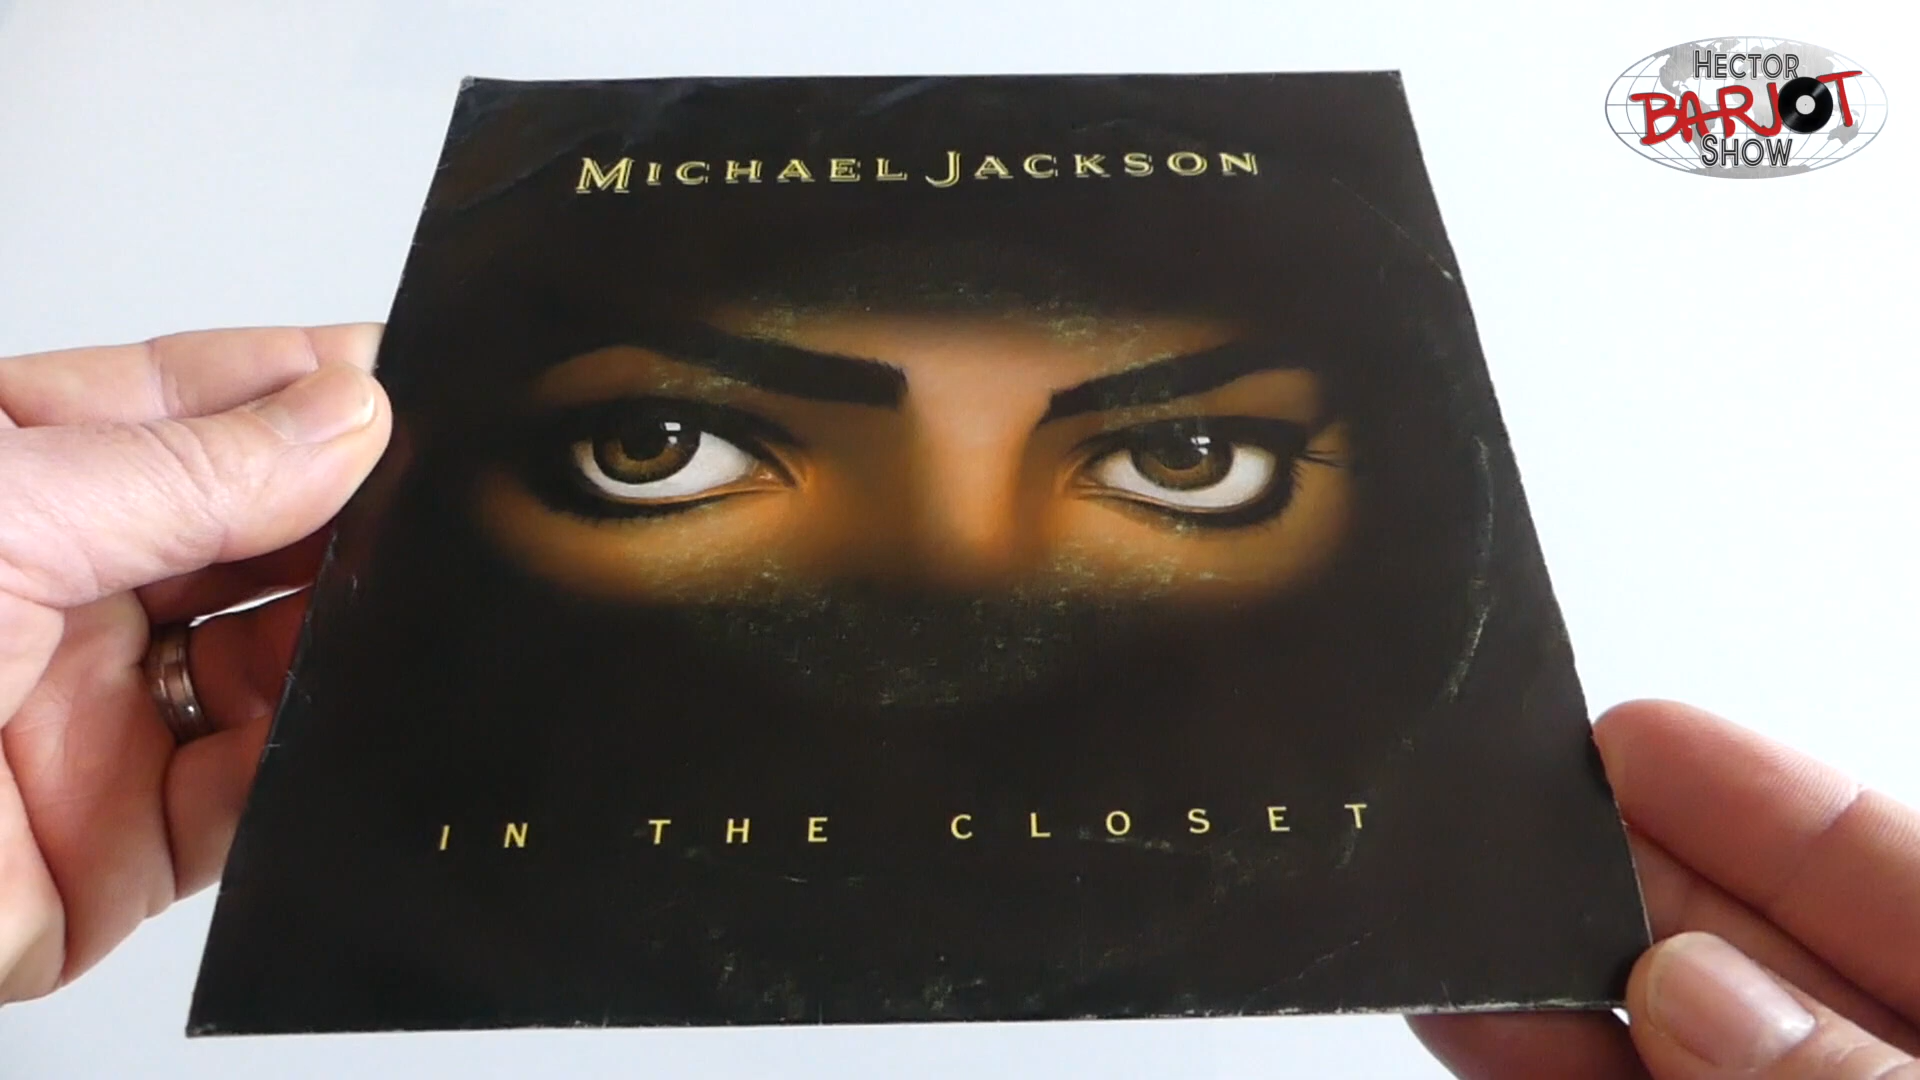 HECTOR
BARJOT
SHOW
MICHAEL JACKSON
IN THE CLOSET